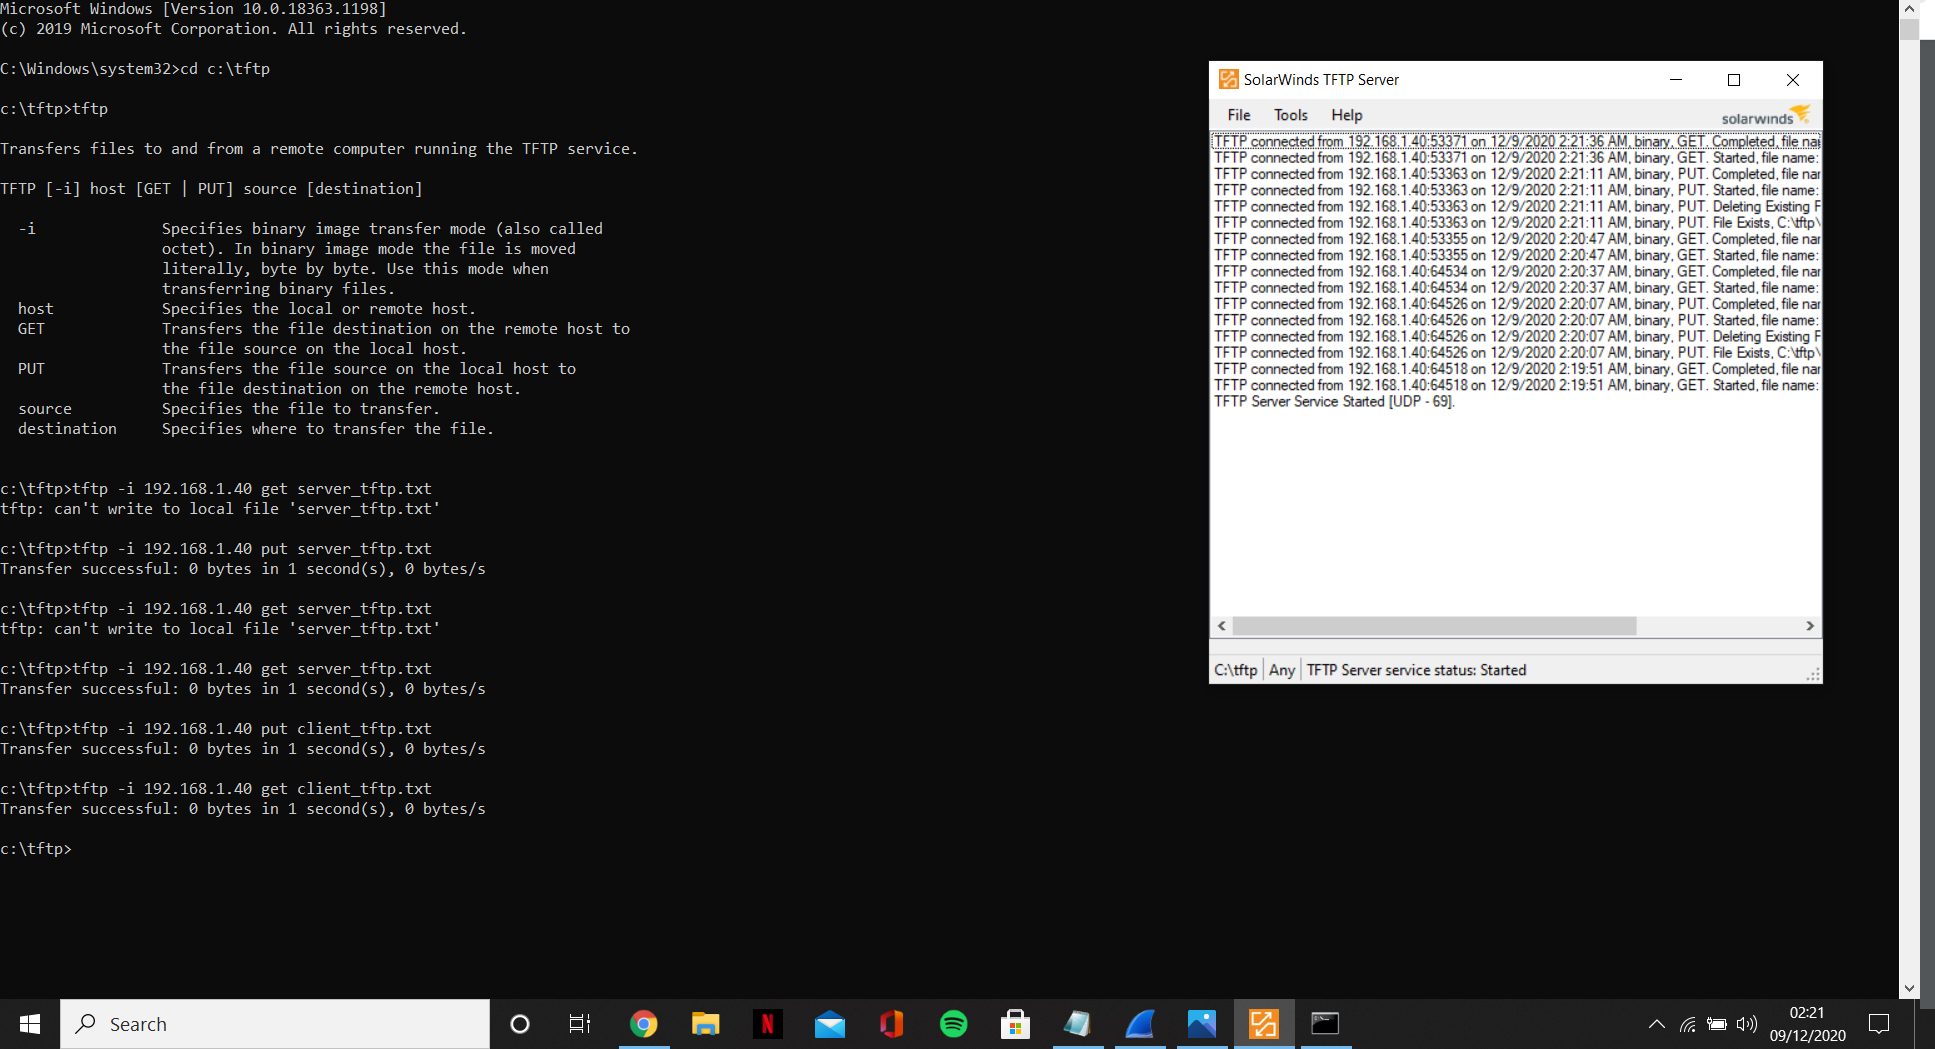 Microsoft Windows [Version 10.0.18363.1198]
(c) 2019 Microsoft Corporation. All rights reserved.
C:\Windows\system32>cd c:\tftp
c:\tftp>tftp
Transfers files to and from a remote computer running the TFTP service.
TFTP [-i] host [GET | PUT] source [destination]
-i Specifies binary image transfer mode (also called
octet). In binary image mode the file is moved
literally, byte by byte. Use this mode when
transferring binary files.
host Specifies the local or remote host.
GET Transfers the file destination on the remote host to
the file source on the local host.
PUT Transfers the file source on the local host to
the file destination on the remote host.
source Specifies the file to transfer.
destination Specifies where to transfer the file.
c:\tftp>tftp -i 192.168.1.40 get server_tftp.txt
tftp: can't write to local file 'server_tftp.txt'
c:\tftp>tftp -i 192.168.1.40 put server_tftp.txt
Transfer successful: 0 bytes in 1 second(s), 0 bytes/s
c:\tftp>tftp -i 192.168.1.40 get server_tftp.txt
tftp: can't write to local file 'server_tftp.txt'
c:\tftp>tftp -i 192.168.1.40 get server_tftp.txt
Transfer successful: 0 bytes in 1 second(s), 0 bytes/s
c:\tftp>tftp -i 192.168.1.40 put client_tftp.txt
Transfer successful: 0 bytes in 1 second(s), 0 bytes/s
c:\tftp>tftp -i 192.168.1.40 get client_tftp.txt
Transfer successful: 0 bytes in 1 second(s), 0 bytes/s
c:\tftp>
SolarWinds TFTP Server
File Tools Help
solarwinds
TFTP connected from 192.168.1.40:53371 on 12/9/2020 2:21:36 AM, binary, GET. Completed, file na
TFTP connected from 192.168.1.40:53371 on 12/9/2020 2:21:36 AM, binary, GET. Started, file name:
TFTP connected from 192.168.1.40:53363 on 12/9/2020 2:21:11 AM, binary, PUT. Completed, file nar
TFTP connected from 192.168.1.40:53363 on 12/9/2020 2:21:11 AM, binary, PUT. Started, file name:
TFTP connected from 192.168.1.40:53363 on 12/9/2020 2:21:11 AM, binary, PUT. Deleting Existing F
TFTP connected from 192.168.1.40:53363 on 12/9/2020 2:21:11 AM, binary, PUT. File Exists, C:\tftp\
TFTP connected from 192.168.1.40:53355 on 12/9/2020 2:20:47 AM, binary, GET. Completed, file nar
TFTP connected from 192.168.1.40:53355 on 12/9/2020 2:20:47 AM, binary, GET. Started, file name:
TFTP connected from 192.168.1.40:64534 on 12/9/2020 2:20:37 AM, binary, GET. Completed, file nar
TFTP connected from 192.168.1.40:64534 on 12/9/2020 2:20:37 AM, binary, GET. Started, file name:
TFTP connected from 192.168.1.40:64526 on 12/9/2020 2:20:07 AM, binary, PUT. Completed, file nar
TFTP connected from 192.168.1.40:64526 on 12/9/2020 2:20:07 AM, binary, PUT. Started, file name:
TFTP connected from 192.168.1.40:64526 on 12/9/2020 2:20:07 AM, binary, PUT. Deleting Existing F
TFTP connected from 192.168.1.40:64526 on 12/9/2020 2:20:07 AM, binary, PUT. File Exists, C:\tftp\
TFTP connected from 192.168.1.40:64518 on 12/9/2020 2:19:51 AM, binary, GET. Completed, file nar
TFTP connected from 192.168.1.40:64518 on 12/9/2020 2:19:51 AM, binary, GET. Started, file name:
TFTP Server Service Started [UDP - 69].
C:\tftp Any TFTP Server service status: Started
Search
N
02:21
09/12/2020